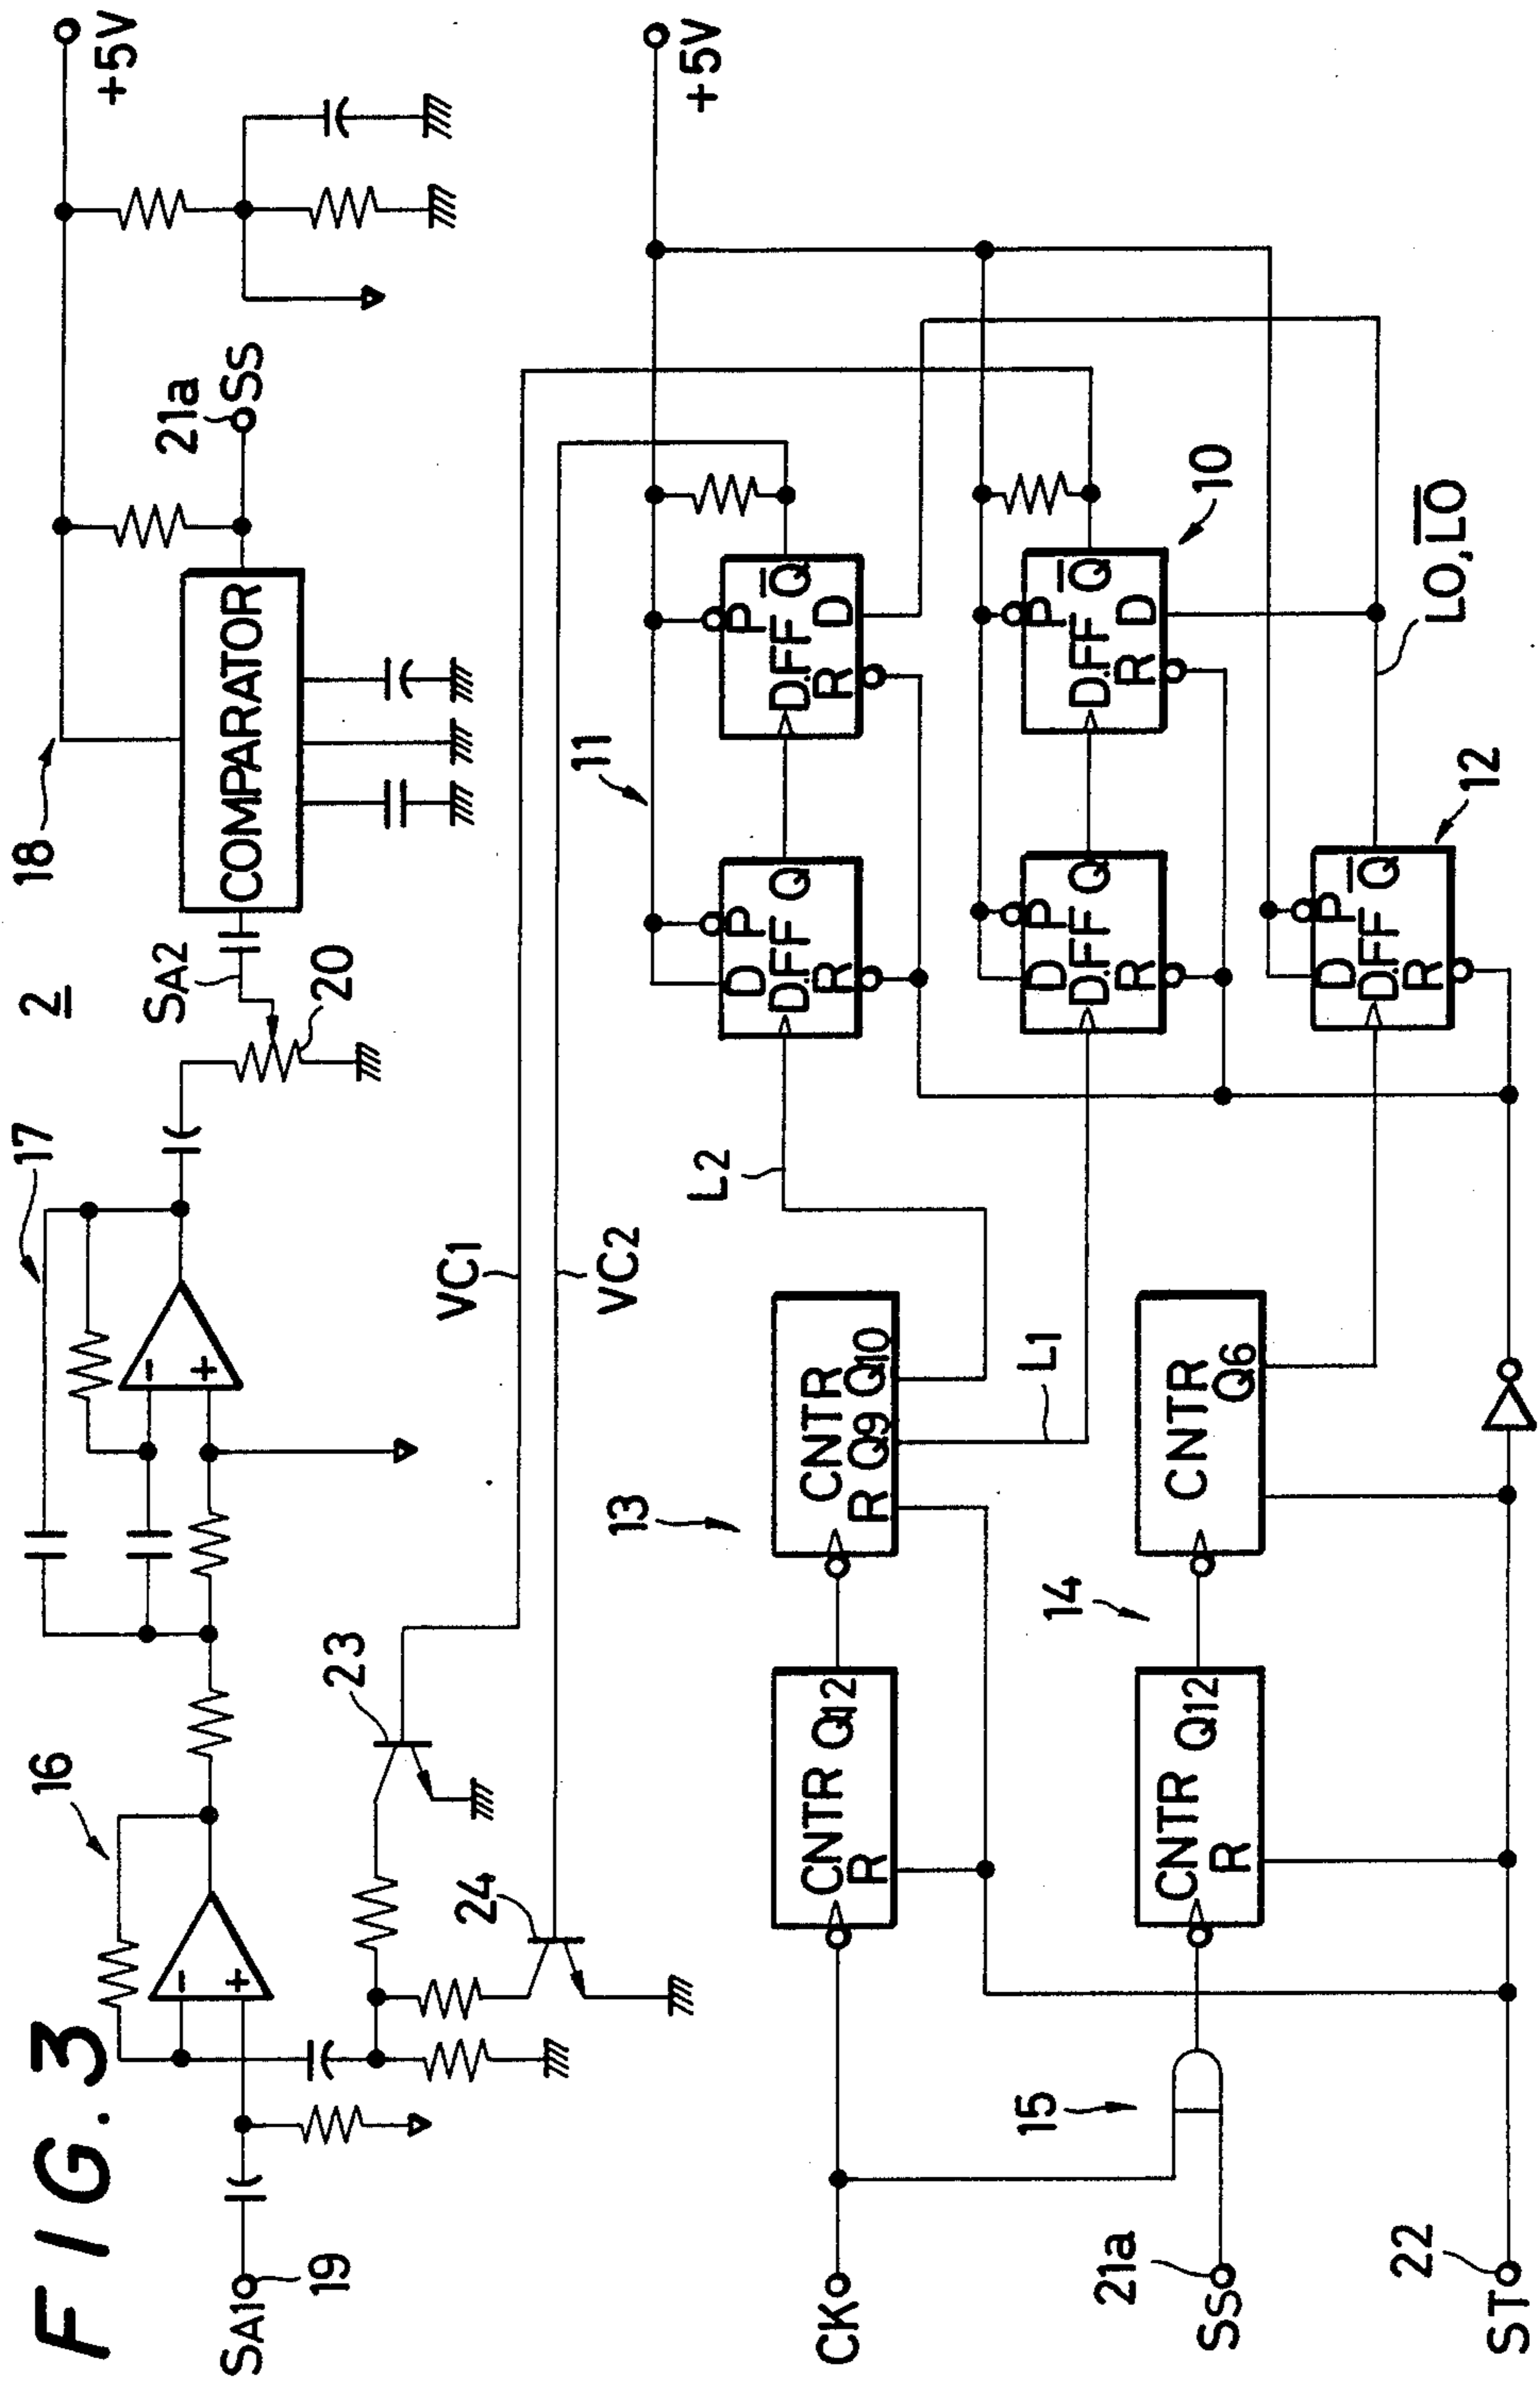 FIG. 3
2
16
17
18
+5V
SA1
19
20
SA2
COMPARATOR
21a
SS
23
24
VC1
VC2
-
+
-
+
13
CK
CNTR
R
Q12
CNTR
R
Q9
Q10
L2
L1
11
D
P
DFF
Q
R
P
DFF
Q̅
R
D
+5V
10
D
P
DFF
Q
R
P
DFF
Q̅
R
D
15
21a
SS
14
CNTR
R
Q12
CNTR
Q6
12
D
P
DFF
Q̅
R
LO, L̅O̅
22
ST